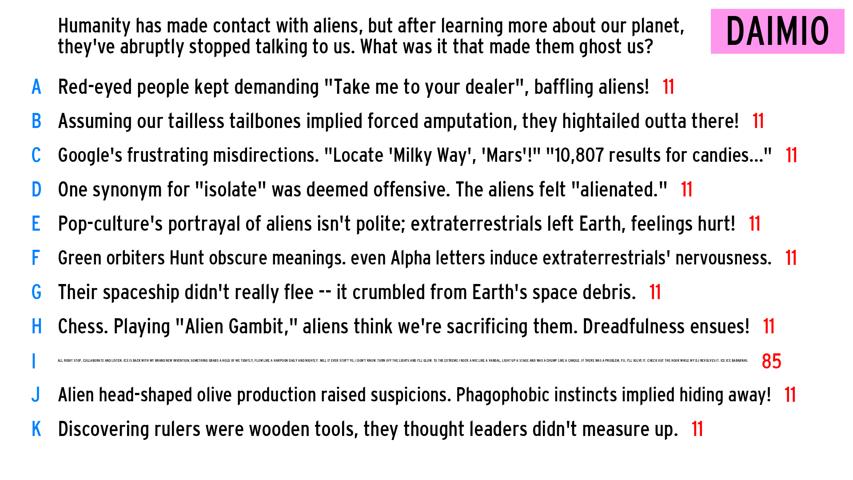 Humanity has made contact with aliens, but after learning more about our planet,
they've abruptly stopped talking to us. What was it that made them ghost us?
DAIMIO
A Red-eyed people kept demanding "Take me to your dealer", baffling aliens! 11
B Assuming our tailless tailbones implied forced amputation, they hightailed outta there! 11
C Google's frustrating misdirections. "Locate 'Milky Way', 'Mars'!" "10,807 results for candies..." 11
D One synonym for "isolate" was deemed offensive. The aliens felt "alienated." 11
E Pop-culture's portrayal of aliens isn't polite; extraterrestrials left Earth, feelings hurt! 11
F Green orbiters Hunt obscure meanings. even Alpha letters induce extraterrestrials' nervousness. 11
G Their spaceship didn't really flee -- it crumbled from Earth's space debris. 11
H Chess. Playing "Alien Gambit," aliens think we're sacrificing them. Dreadfulness ensues! 11
I 85
J Alien head-shaped olive production raised suspicions. Phagophobic instincts implied hiding away! 11
K Discovering rulers were wooden tools, they thought leaders didn't measure up. 11